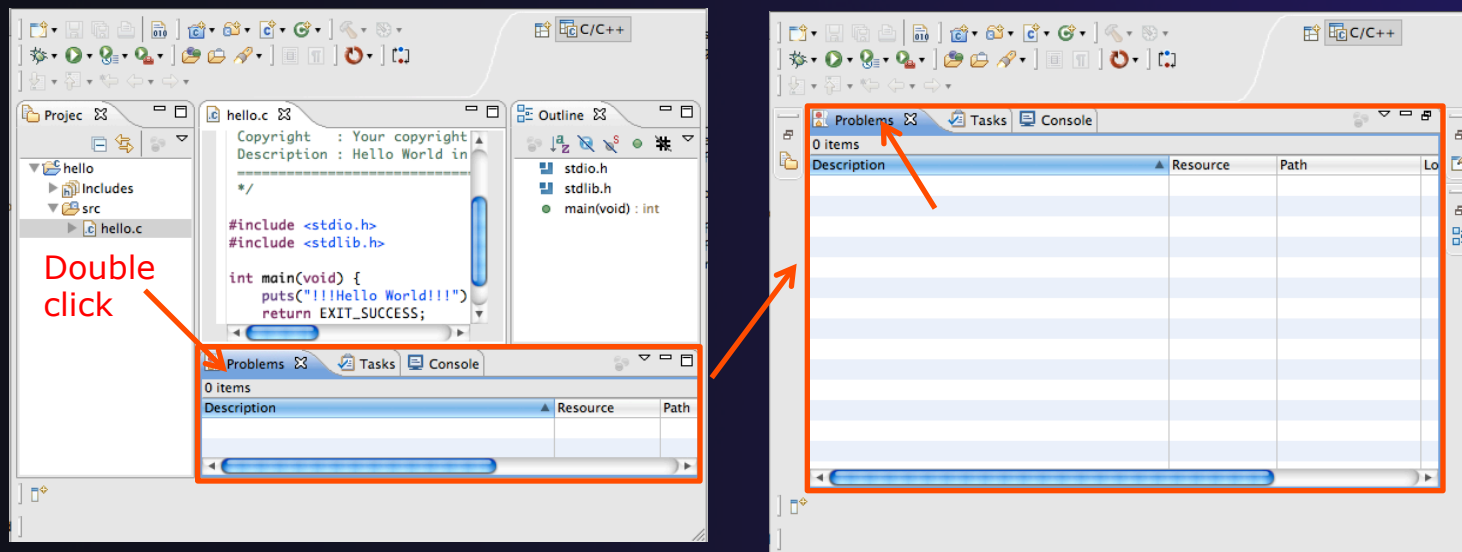 C/C++
Projec
hello
Includes
src
hello.c
Double
click
hello.c
Copyright : Your copyright
Description : Hello World in
=============================
*/
#include <stdio.h>
#include <stdlib.h>
int main(void) {
puts("!!!Hello World!!!")
return EXIT_SUCCESS;
Outline
stdio.h
stdlib.h
main(void) : int
Problems Tasks Console
0 items
Description Resource Path
C/C++
Problems Tasks Console
0 items
Description Resource Path Lo